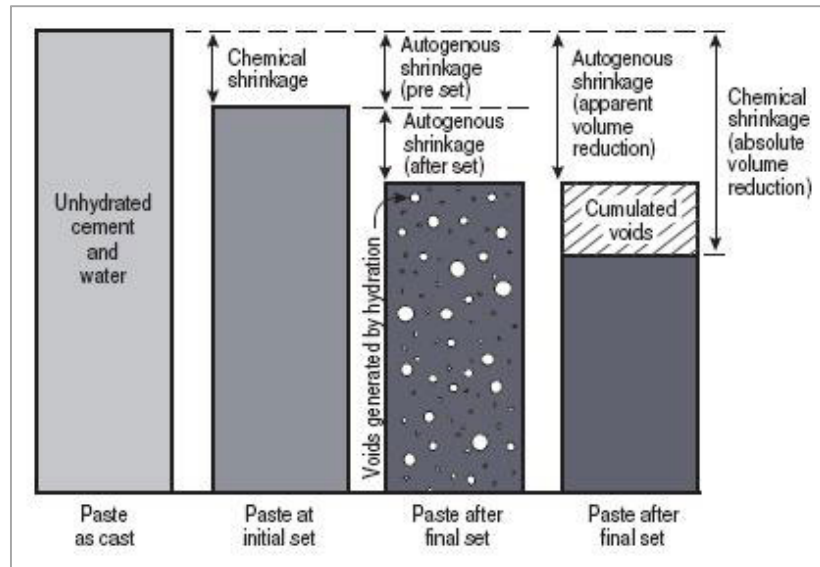 Chemical
shrinkage
Autogenous
shrinkage
(pre set)
Autogenous
shrinkage
(after set)
Autogenous
shrinkage
(apparent
volume
reduction)
Chemical
shrinkage
(absolute
volume
reduction)
Unhydrated
cement
and
water
Voids generated by hydration
Cumulated
voids
Paste
as cast
Paste at
initial set
Paste after
final set
Paste after
final set